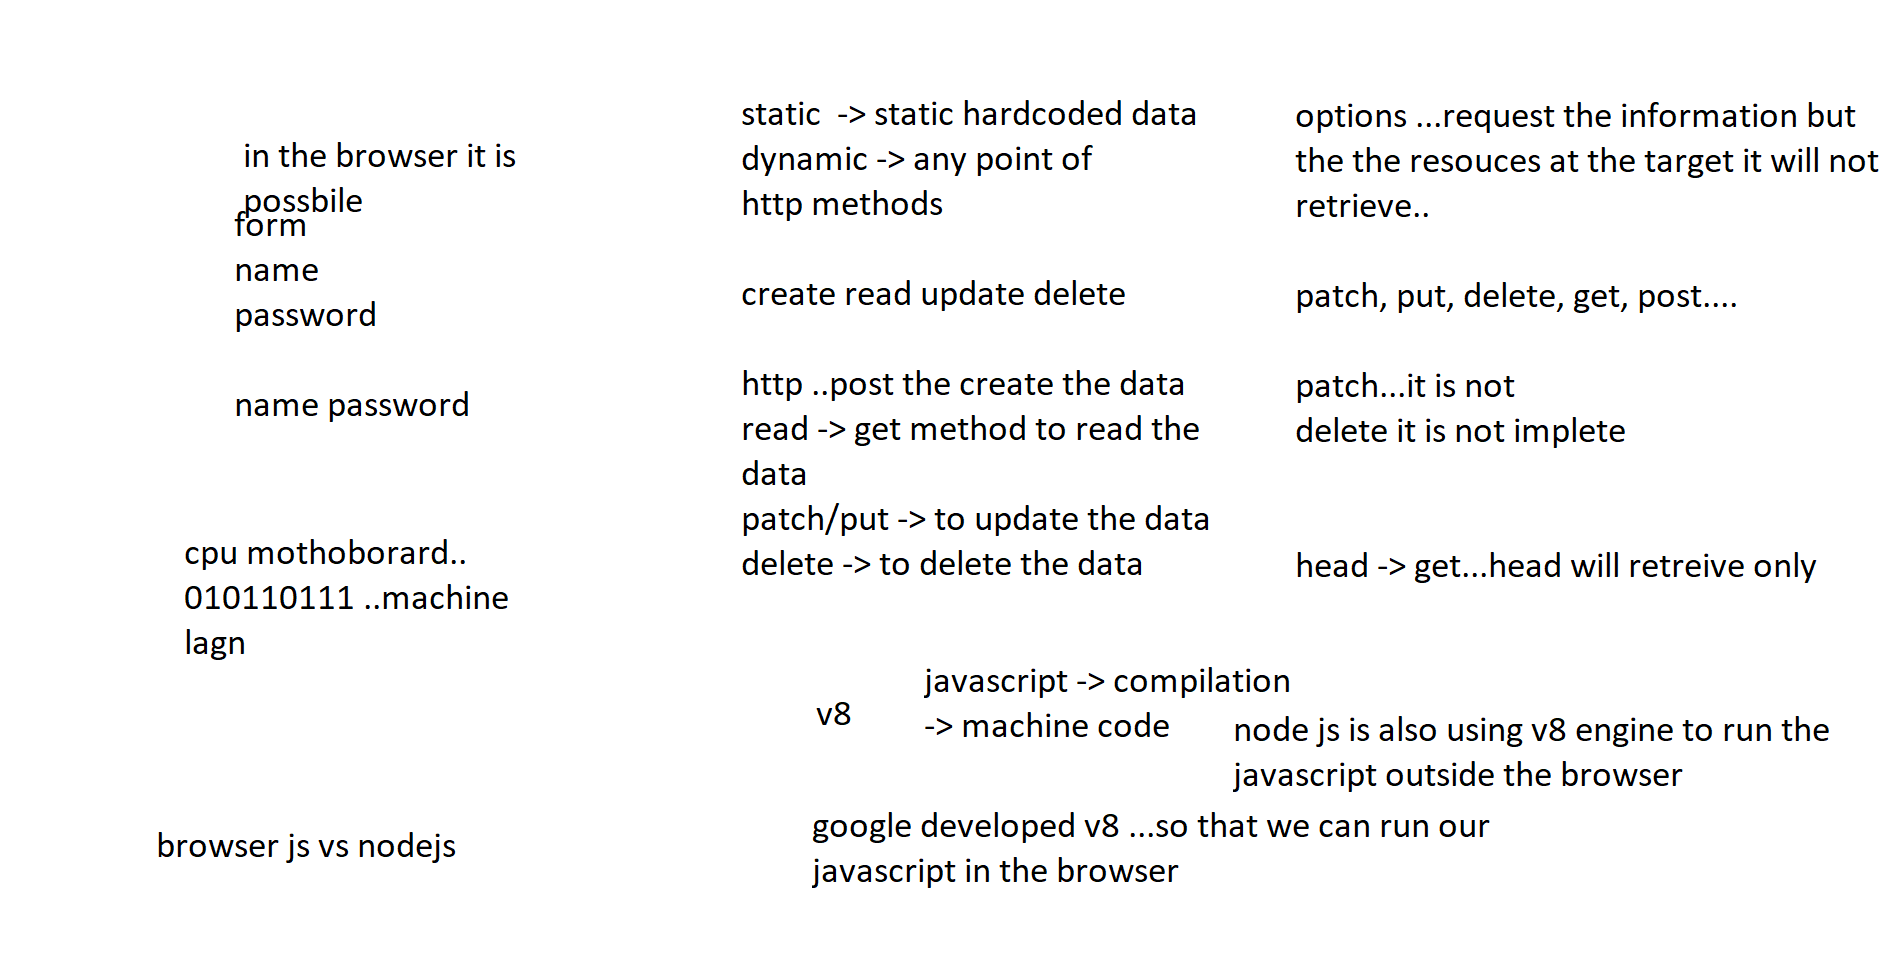 in the browser it is
possbile
form
name
password
name password
cpu mothoborard..
010110111 ..machine
lagn
browser js vs nodejs
static  -> static hardcoded data
dynamic -> any point of
http methods
create read update delete
http ..post the create the data
read -> get method to read the
data
patch/put -> to update the data
delete -> to delete the data
options ...request the information but
the the resouces at the target it will not
retrieve..
patch, put, delete, get, post....
patch...it is not
delete it is not implete
head -> get...head will retreive only
v8
javascript -> compilation
-> machine code
node js is also using v8 engine to run the
javascript outside the browser
google developed v8 ...so that we can run our
javascript in the browser